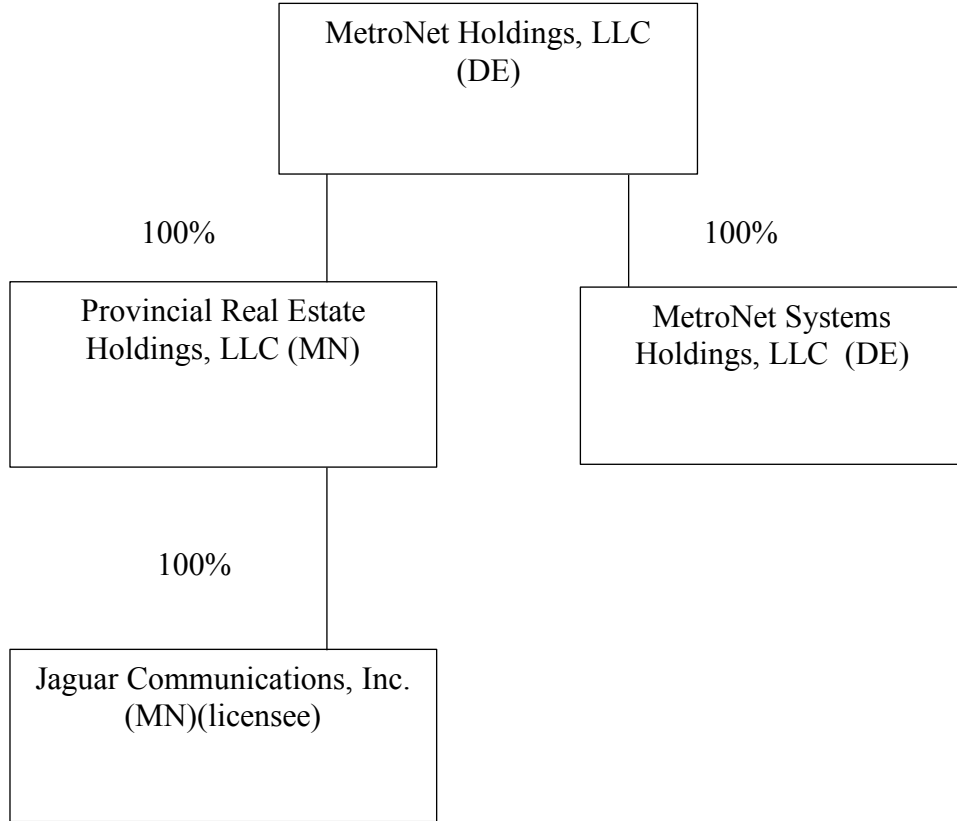 MetroNet Holdings, LLC
(DE)
100%
100%
Provincial Real Estate
Holdings, LLC (MN)
MetroNet Systems
Holdings, LLC  (DE)
100%
Jaguar Communications, Inc.
(MN)(licensee)